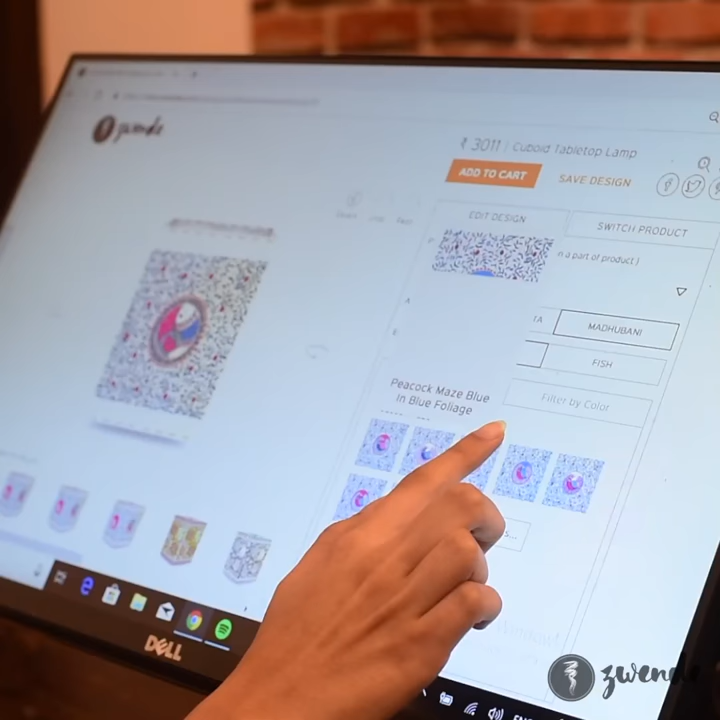 zwende
₹ 3011 | Cuboid Tabletop Lamp
ADD TO CART
SAVE DESIGN
EDIT DESIGN
SWITCH PRODUCT
n a part of product )
TA
MADHUBANI
FISH
Peacock Maze Blue
In Blue Foliage
Filter by Color
S...
DELL
zwende